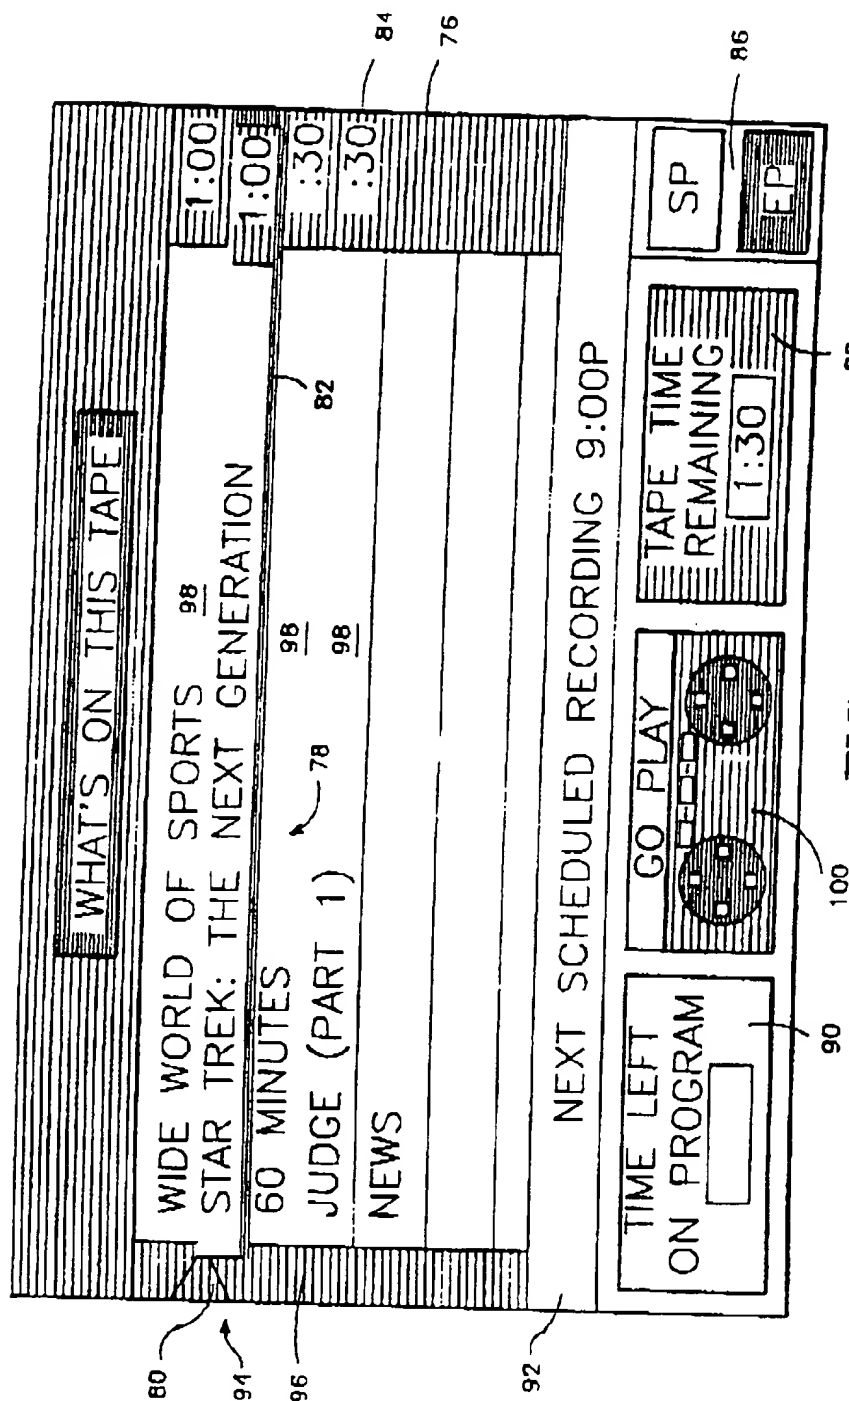 WHAT'S ON THIS TAPE
WIDE WORLD OF SPORTS 98 1:00
STAR TREK: THE NEXT GENERATION 1:00
60 MINUTES 98 :30
JUDGE (PART 1) 98 :30
NEWS
NEXT SCHEDULED RECORDING 9:00P
TIME LEFT
ON PROGRAM
GO PLAY
TAPE TIME
REMAINING
1:30
SP
EP
80
94
96
92
78
82
84
76
86
90
100